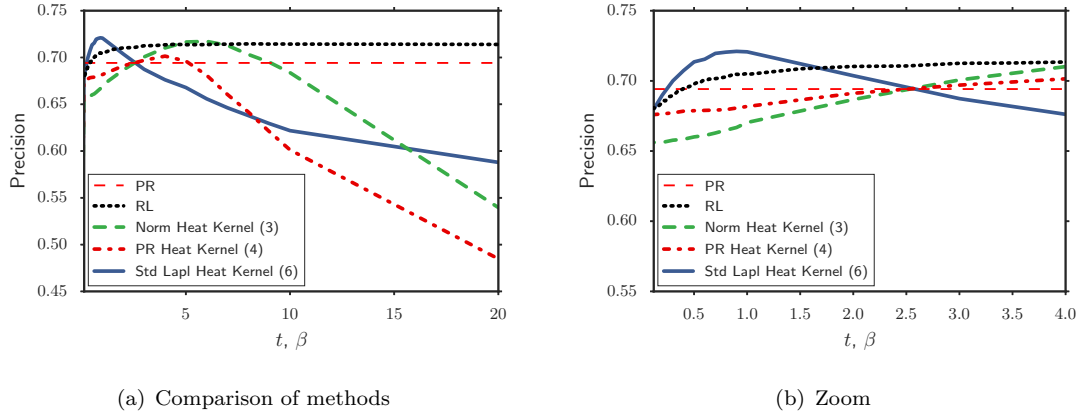 0.75
0.70
0.65
0.60
0.55
0.50
0.45
Precision
PR
RL
Norm Heat Kernel (3)
PR Heat Kernel (4)
Std Lapl Heat Kernel (6)
5
10
15
20
t, β
(a) Comparison of methods
0.75
0.70
0.65
0.60
0.55
Precision
PR
RL
Norm Heat Kernel (3)
PR Heat Kernel (4)
Std Lapl Heat Kernel (6)
0.5
1.0
1.5
2.0
2.5
3.0
3.5
4.0
t, β
(b) Zoom